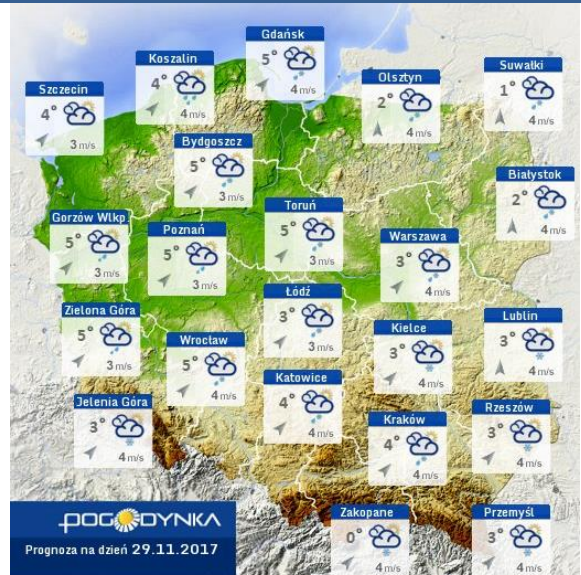 Gdańsk
5°
4 m/s
Koszalin
4°
4 m/s
Suwałki
1°
4 m/s
Olsztyn
2°
4 m/s
Szczecin
4°
3 m/s
Bydgoszcz
5°
3 m/s
Białystok
2°
4 m/s
Toruń
5°
3 m/s
Gorzów Wlkp
5°
3 m/s
Poznań
5°
3 m/s
Warszawa
3°
4 m/s
Łódź
3°
3 m/s
Zielona Góra
5°
3 m/s
Lublin
3°
4 m/s
Kielce
3°
4 m/s
Wrocław
5°
4 m/s
Katowice
4°
4 m/s
Jelenia Góra
3°
4 m/s
Rzeszów
3°
4 m/s
Kraków
4°
4 m/s
Zakopane
0°
4 m/s
Przemyśl
3°
4 m/s
POGODYNKA
Prognoza na dzień 29.11.2017